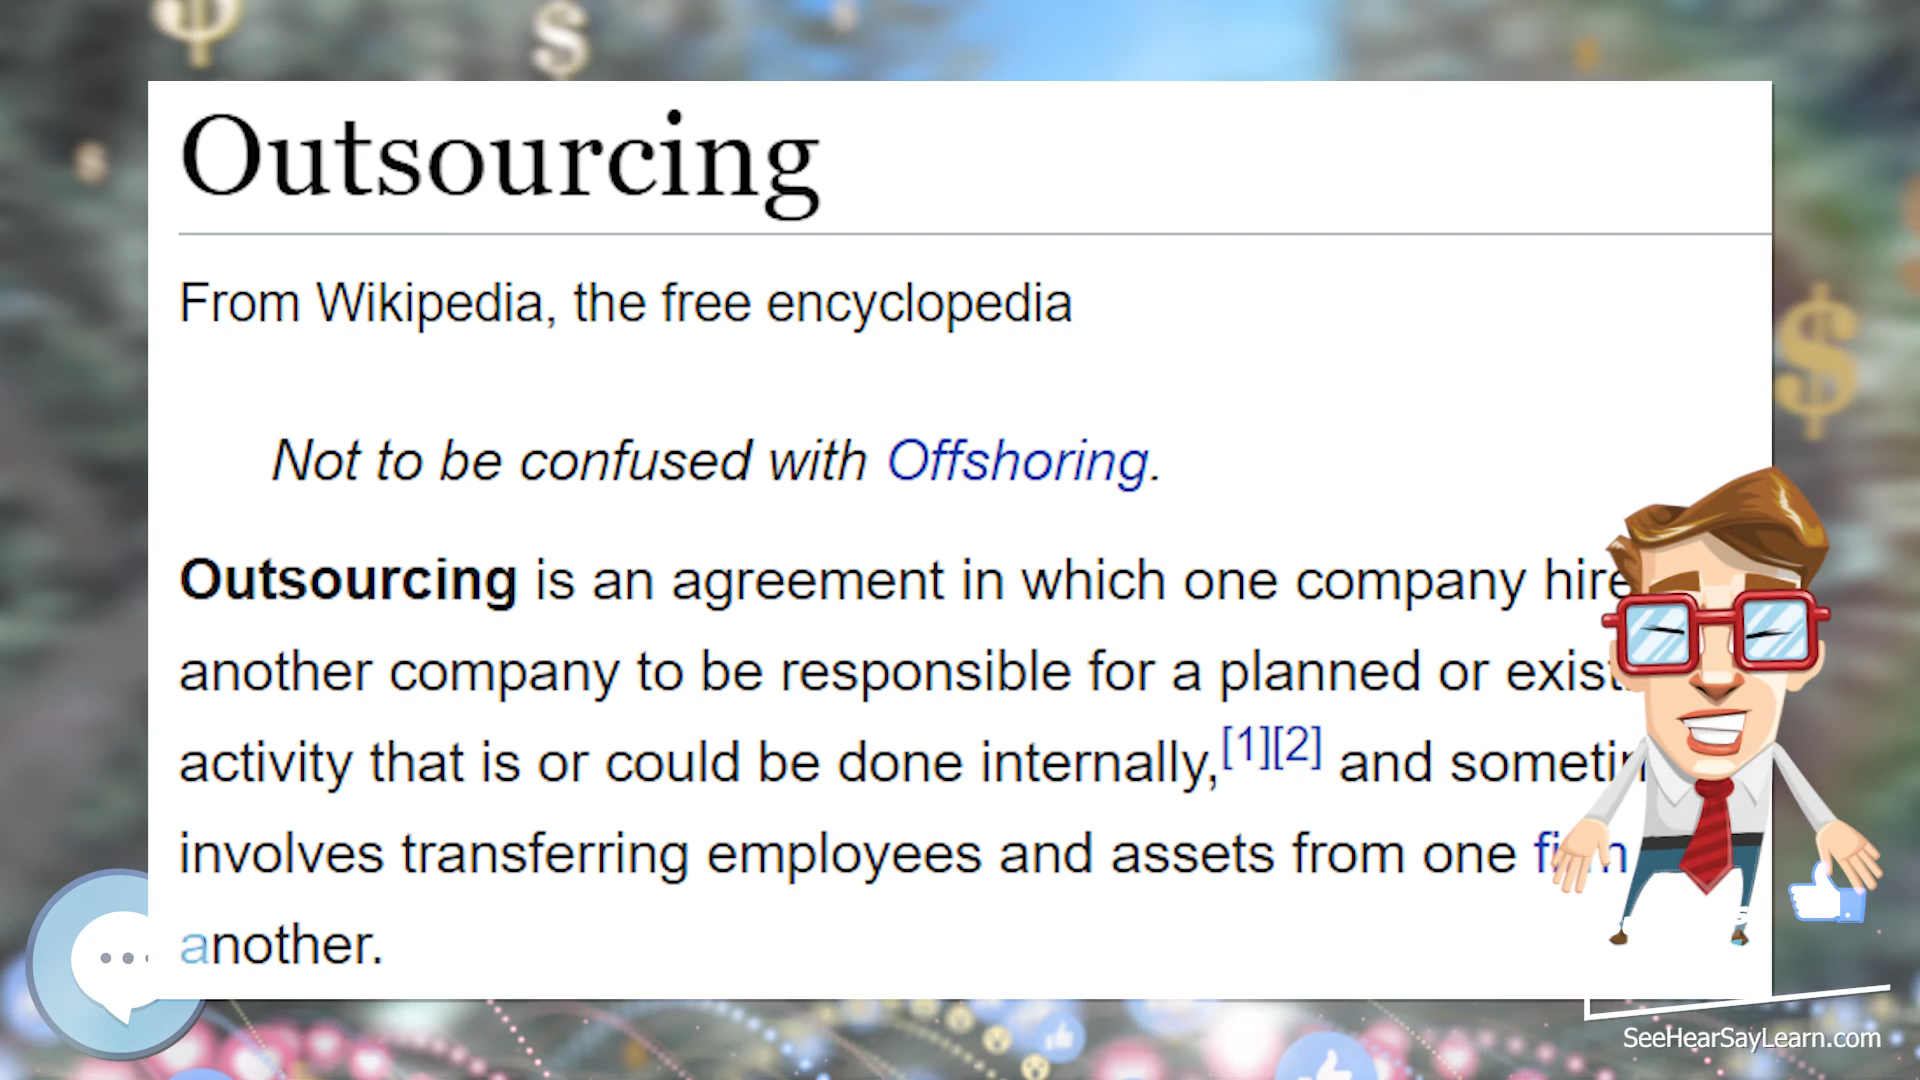 Outsourcing
From Wikipedia, the free encyclopedia
Not to be confused with Offshoring.
Outsourcing is an agreement in which one company hire
another company to be responsible for a planned or exist
activity that is or could be done internally,[1][2] and someti
involves transferring employees and assets from one
another.
SeeHearSayLearn.com